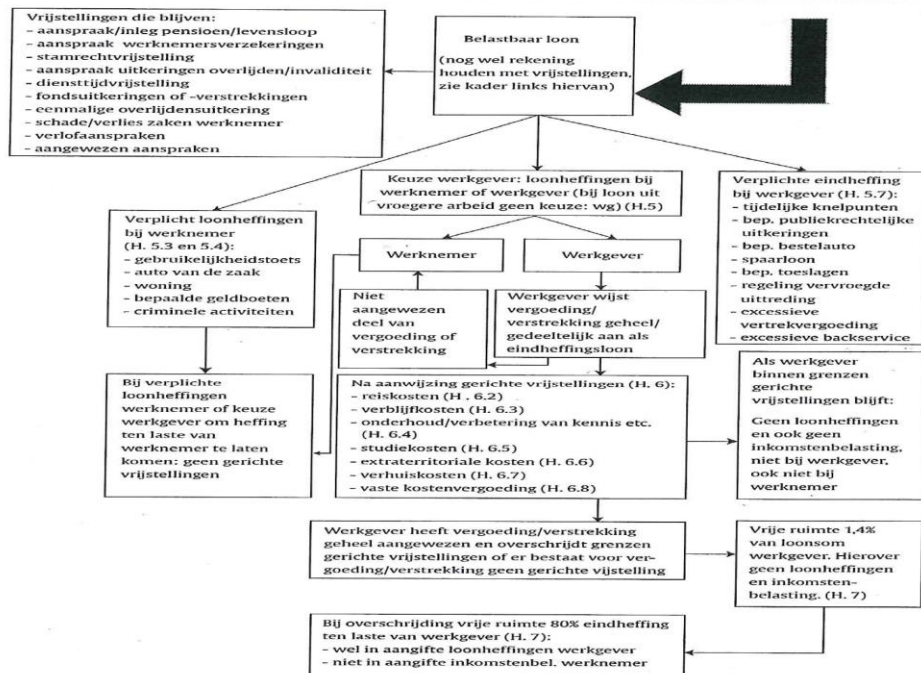 Vrijstellingen die blijven:
- aanspraak/inleg pensioen/levensloop
- aanspraak werknemersverzekeringen
- stamrechtvrijstelling
- aanspraak uitkeringen overlijden/invaliditeit
- diensttijdvrijstelling
- fondsuitkeringen of -verstrekkingen
- eenmalige overlijdensuitkering
- schade/verlies zaken werknemer
- verlofaanspraken
- aangewezen aanspraken
Belastbaar loon
(nog wel rekening
houden met vrijstellingen,
zie kader links hiervan)
Keuze werkgever: loonheffingen bij
werknemer of werkgever (bij loon uit
vroegere arbeid geen keuze: wg) (H.5)
Verplichte eindheffing
bij werkgever (H. 5.7):
- tijdelijke knelpunten
- bep. publiekrechtelijke
uitkeringen
- bep. bestelauto
- spaarloon
- bep. toeslagen
- regeling vervroegde
uittreding
- excessieve
vertrekvergoeding
- excessieve backservice
Verplicht loonheffingen
bij werknemer
(H. 5.3 en 5.4):
- gebruikelijkheidstoets
- auto van de zaak
- woning
- bepaalde geldboeten
- criminele activiteiten
Werknemer
Werkgever
Niet
aangewezen
deel van
vergoeding of
verstrekking
Werkgever wijst
vergoeding/
verstrekking geheel/
gedeeltelijk aan als
eindheffingsloon
Bij verplichte
loonheffingen
werknemer of keuze
werkgever om heffing
ten laste van
werknemer te laten
komen: geen gerichte
vrijstellingen
Na aanwijzing gerichte vrijstellingen (H. 6):
- reiskosten (H . 6.2)
- verblijfkosten (H. 6.3)
- onderhoud/verbetering van kennis etc.
(H. 6.4)
- studiekosten (H. 6.5)
- extraterritoriale kosten (H. 6.6)
- verhuiskosten (H. 6.7)
- vaste kostenvergoeding (H. 6.8)
Als werkgever
binnen grenzen
gerichte
vrijstellingen blijft:
Geen loonheffingen
en ook geen
inkomstenbelasting,
niet bij werkgever,
ook niet bij
werknemer
Werkgever heeft vergoeding/verstrekking
geheel aangewezen en overschrijdt grenzen
gerichte vrijstellingen of er bestaat voor ver-
goeding/verstrekking geen gerichte vijstelling
Vrije ruimte 1,4%
van loonsom
werkgever. Hierover
geen loonheffingen
en inkomsten-
belasting. (H. 7)
Bij overschrijding vrije ruimte 80% eindheffing
ten laste van werkgever (H. 7):
- wel in aangifte loonheffingen werkgever
- niet in aangifte inkomstenbel. werknemer